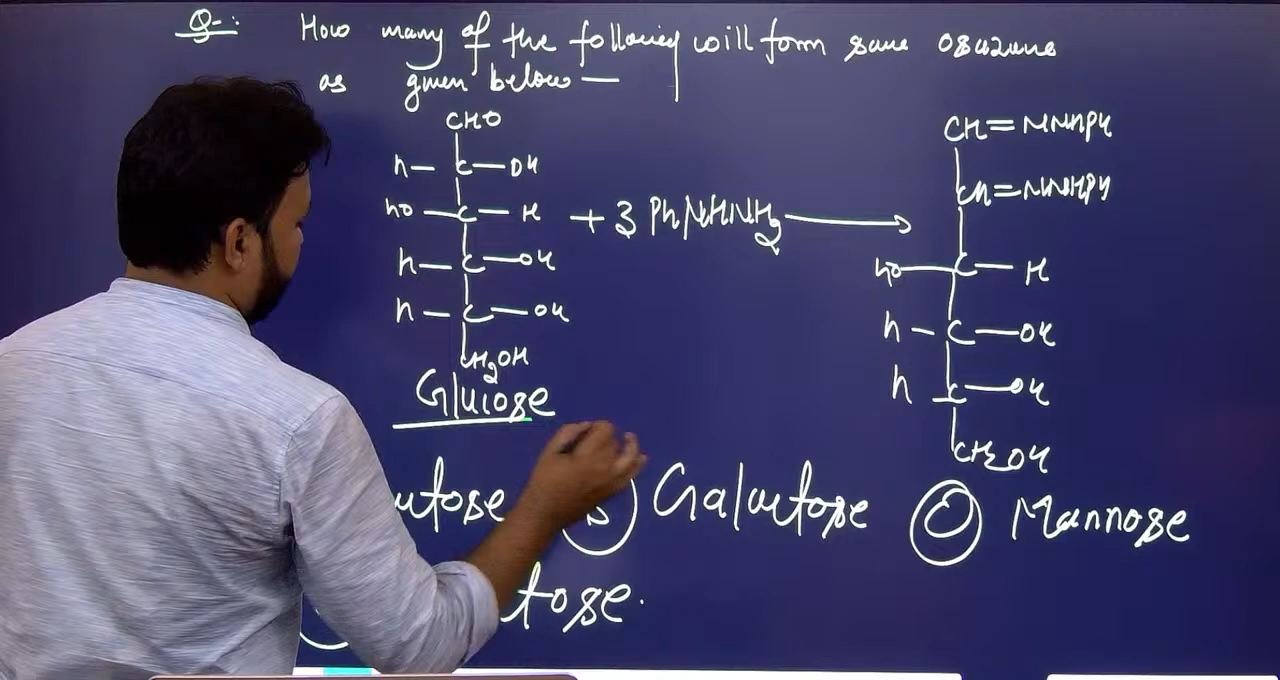 Q-: How many of the following will form same osazone
as given below —
CHO
H — C — OH
HO — C — H
H — C — OH
H — C — OH
CH2OH
Glucose
+ 3 PhNHNH2 →
CH=NNHPh
CH=NNHPh
HO — C — H
H — C — OH
H C — OH
CH2OH
B Galactose
C Mannose